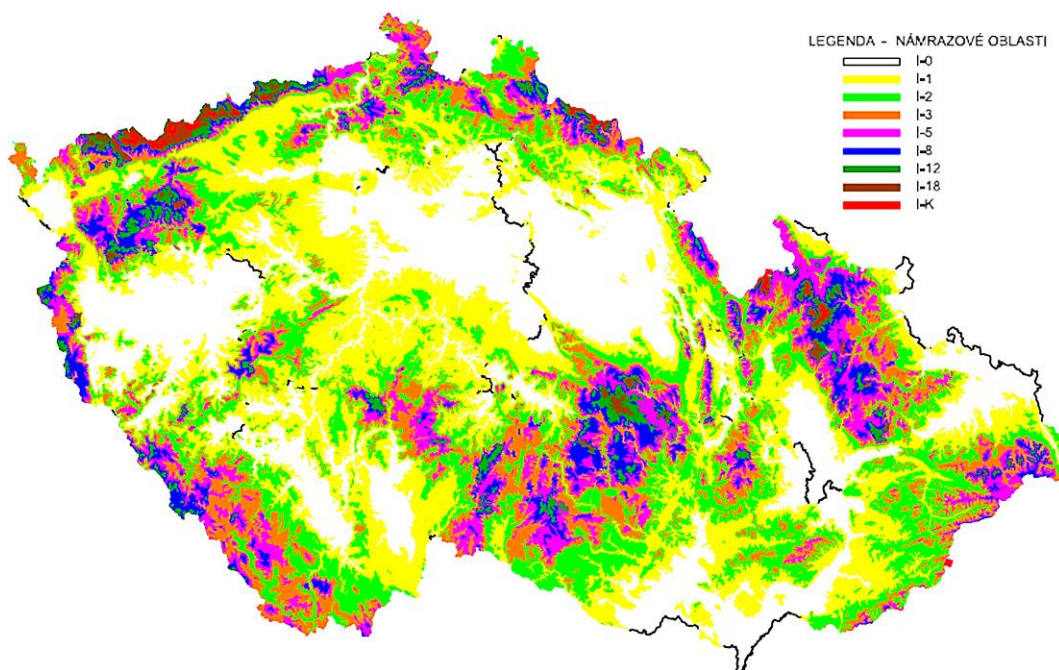 LEGENDA - NÁMRAZOVÉ OBLASTI
I-0
I-1
I-2
I-3
I-5
I-8
I-12
I-18
I-K